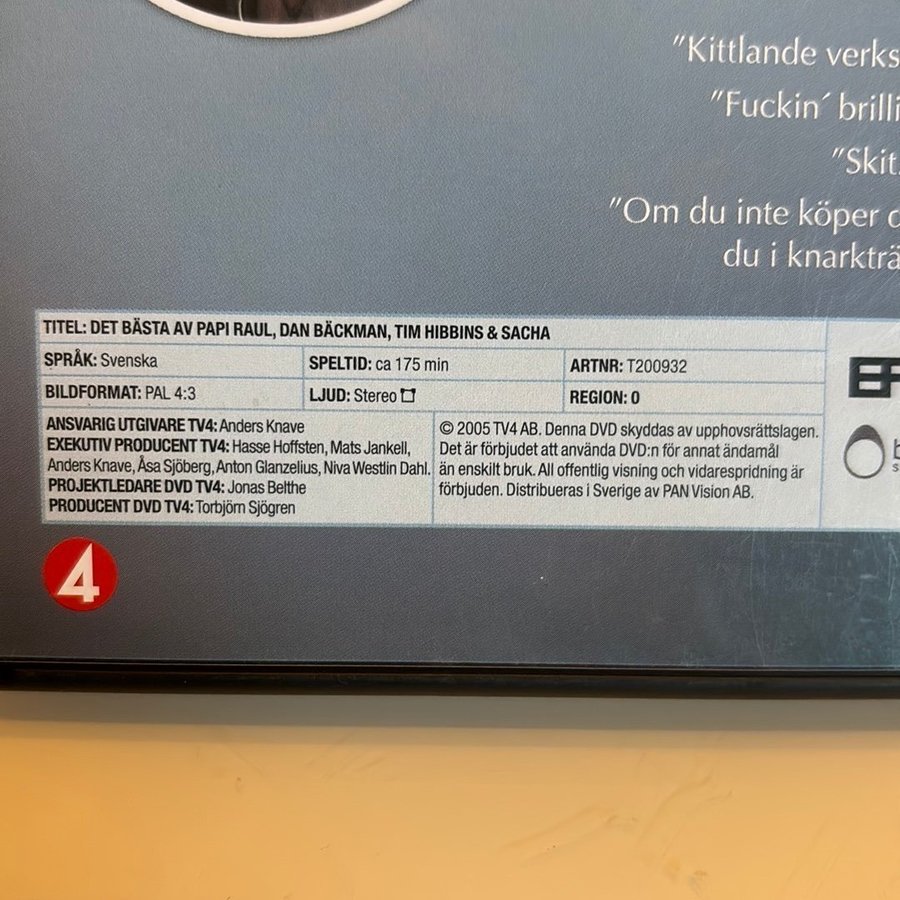 "Kittlande
"Fuckin´
"Skit.
"Om du inte köper
du i
TITEL: DET BÄSTA AV PAPI RAUL, DAN BÄCKMAN, TIM HIBBINS & SACHA
SPRÅK: Svenska
SPELTID: ca 175 min
ARTNR: T200932
BILDFORMAT: PAL 4:3
LJUD: Stereo
REGION: 0
ANSVARIG UTGIVARE TV4: Anders Knave
EXEKUTIV PRODUCENT TV4: Hasse Hoffsten, Mats Jankell,
Anders Knave, Åsa Sjöberg, Anton Glanzelius, Niva Westlin Dahl.
PROJEKTLEDARE DVD TV4: Jonas Belthe
PRODUCENT DVD TV4: Torbjörn Sjögren
© 2005 TV4 AB. Denna DVD skyddas av upphovsrättslagen.
Det är förbjudet att använda DVD:n för annat ändamål
än enskilt bruk. All offentlig visning och vidarespridning är
förbjuden. Distribueras i Sverige av PAN Vision AB.
4